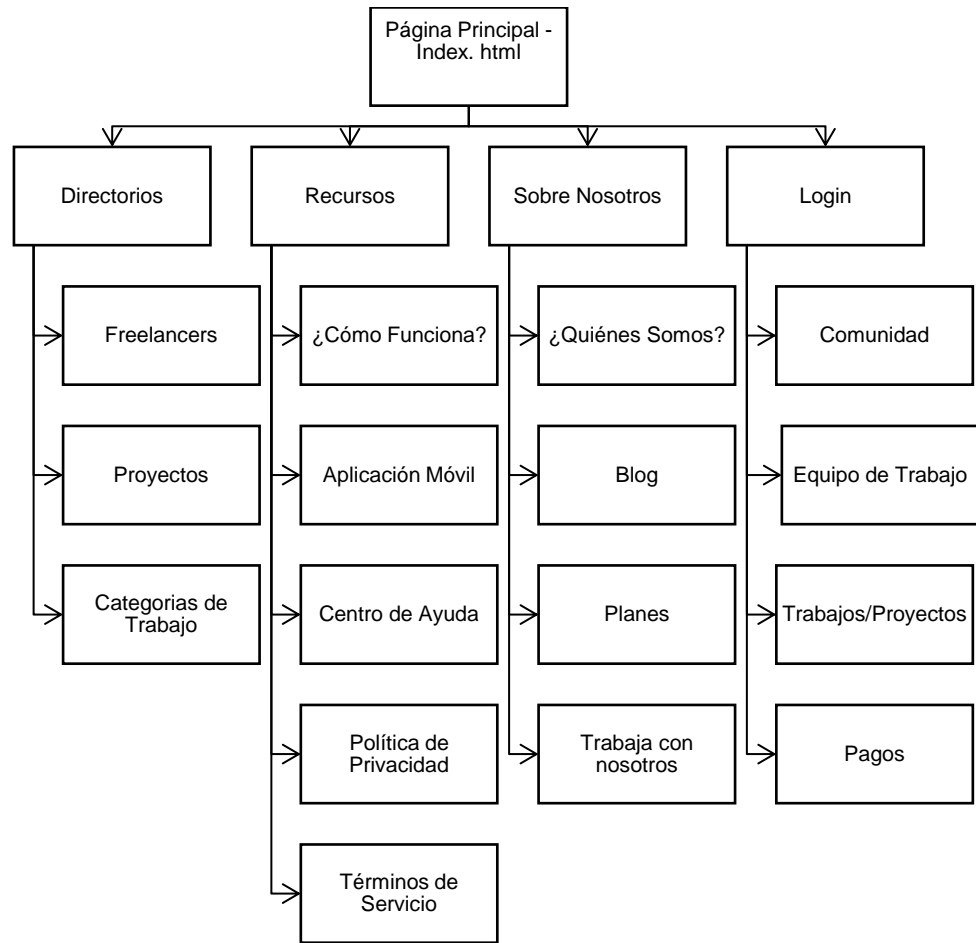 Página Principal -
Index. html
Directorios
Recursos
Sobre Nosotros
Login
Freelancers
¿Cómo Funciona?
¿Quiénes Somos?
Comunidad
Proyectos
Aplicación Móvil
Blog
Equipo de Trabajo
Categorias de
Trabajo
Centro de Ayuda
Planes
Trabajos/Proyectos
Política de
Privacidad
Trabaja con
nosotros
Pagos
Términos de
Servicio